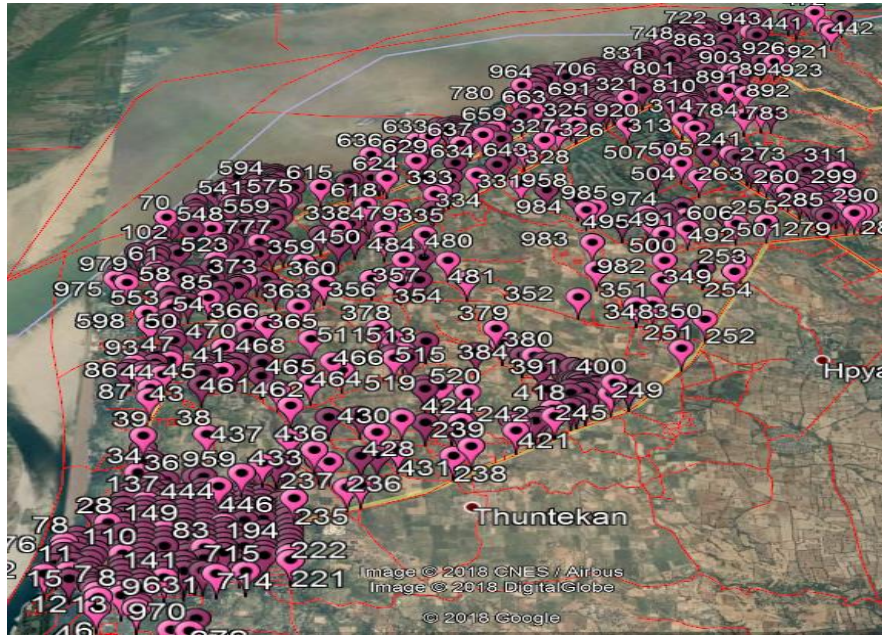 722 943 441 442
748 863 926 921
831 903
964 706 801 891 894 923
780 691 321 810 892
663 920 314 784 783
659 325 313
633 637 327 326 241
636 629 634 643 328 507 505 273 311
594 615 624 333 331 958 504 263 260 299
541 575 618 334 985 974 285 290
70 548 559 338 479 335 984 495 491 606 255
102 777 450 484 480 983 500 492 501 279
61 523 359
979 58 373 360 357 481 982 349 253
975 85 356 354 352 351 254
553 54 363 378 379 348 350
598 50 366 365 251 252
470 511 513 380
93 47 468 384
41 466 515 391 400
86 44 45 465 464 519 520 418 249
87 43 461 462 424 242 245
39 38 430 239 421
437 436 428
34 36 959 433 431 238
137 444 237 236
28 149 446 235
Thuntekan
Hpya
78 110 83 194
76 11 141 715 222
15 7 8 714 221
12 13 96 31
970
46
Image © 2018 CNES / Airbus
Image © 2018 DigitalGlobe
© 2018 Google